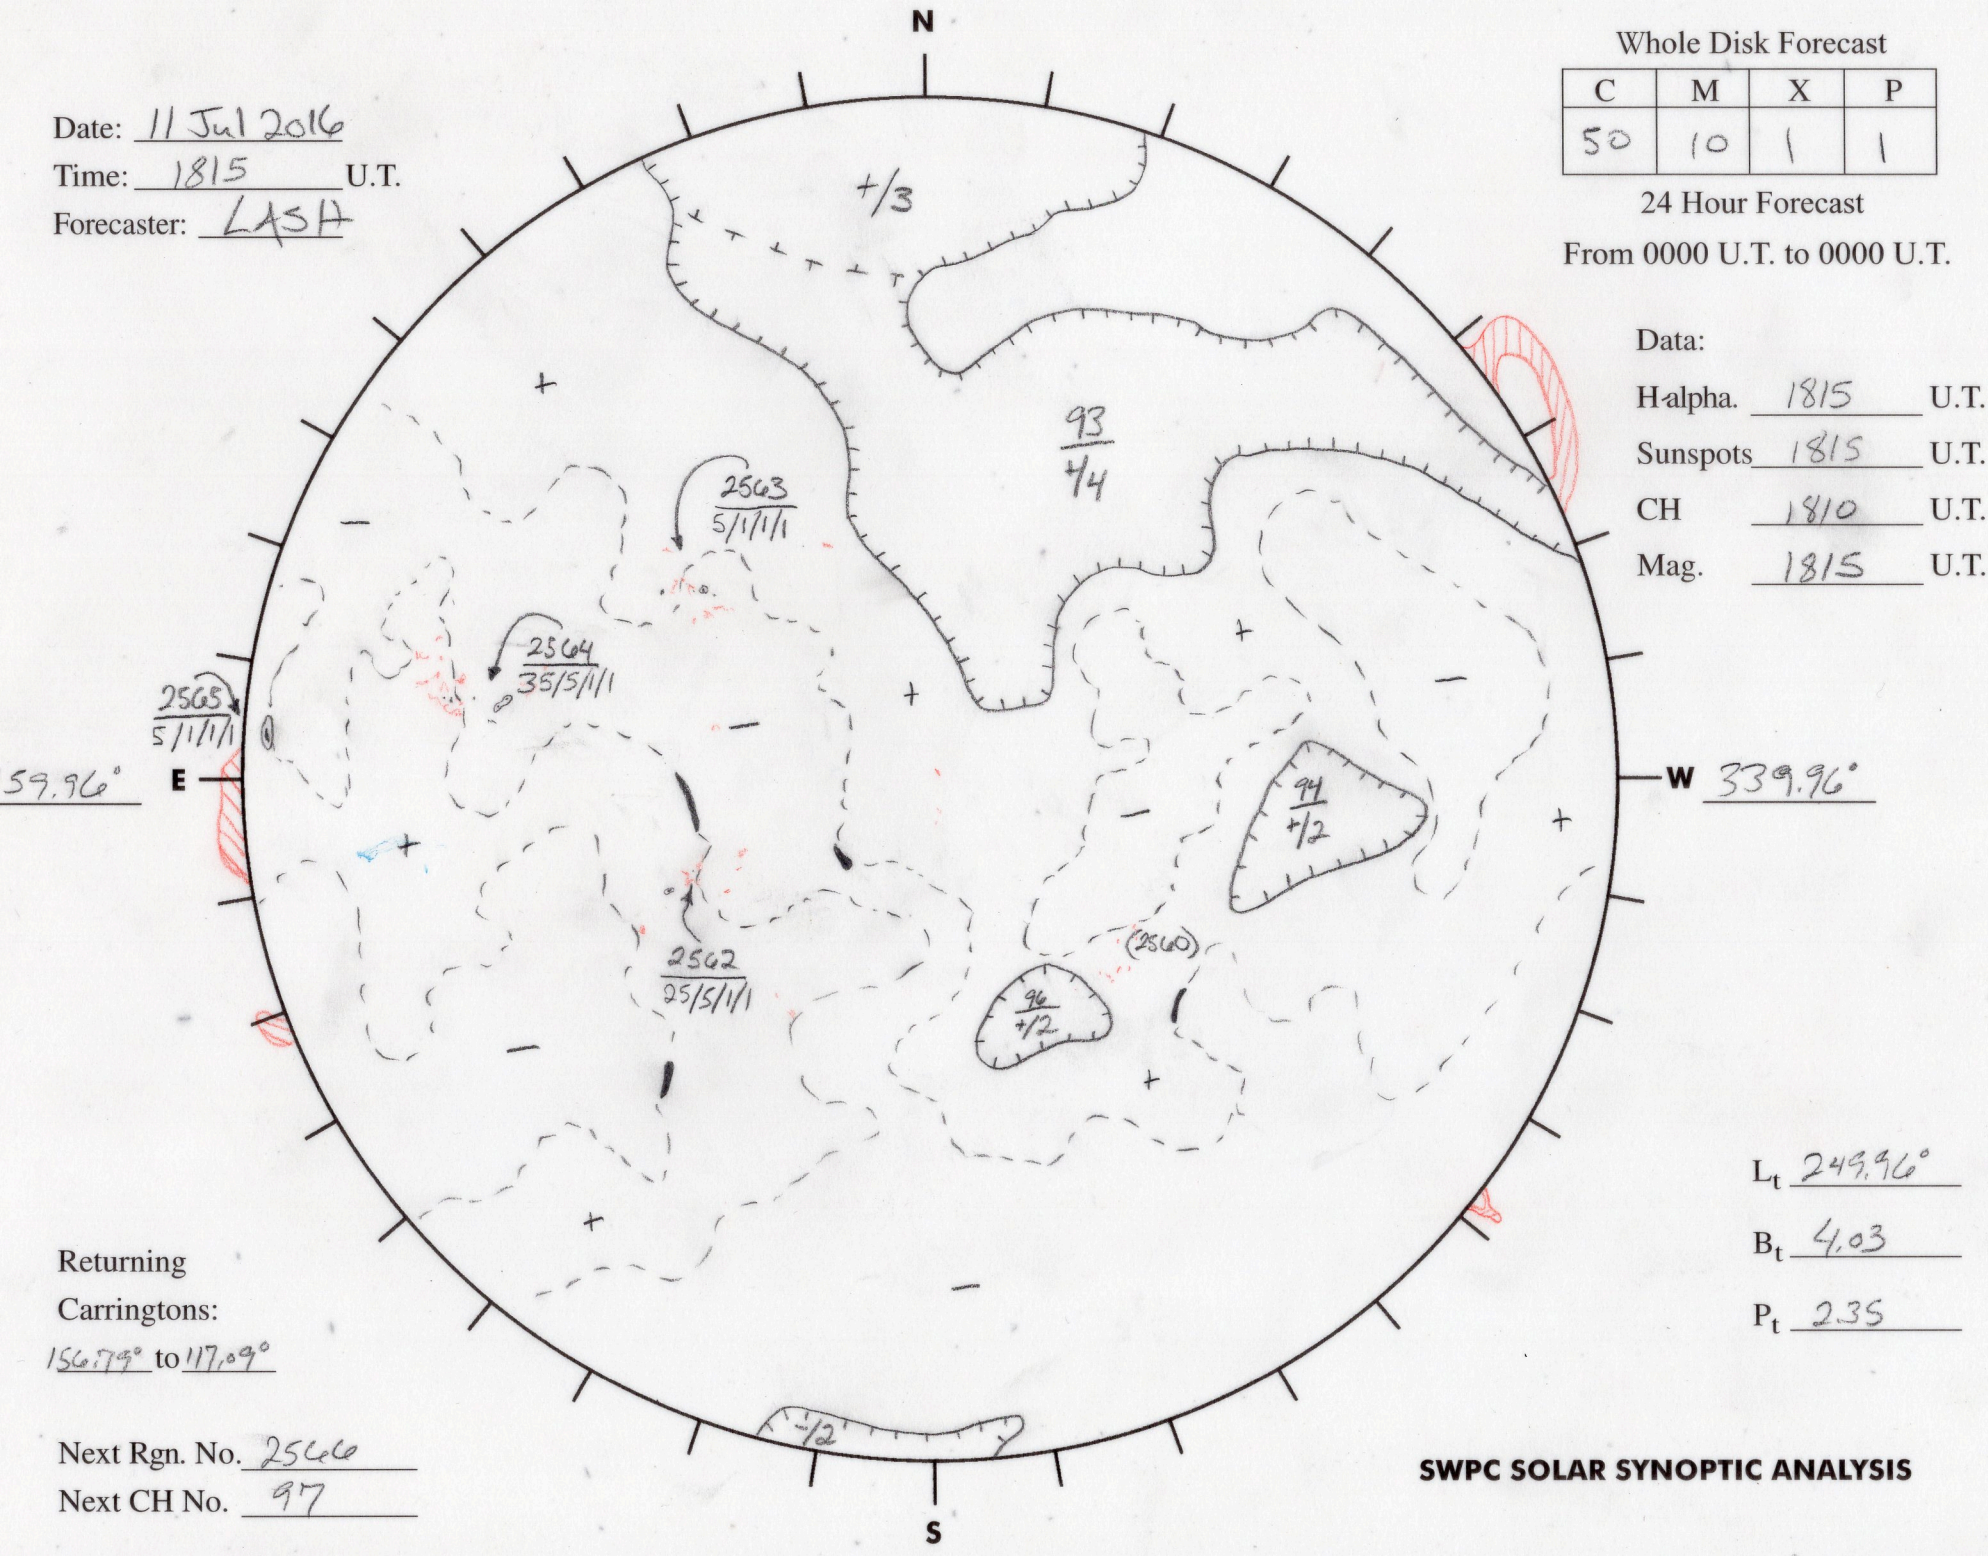 N
Whole Disk Forecast
C M X P
50 10 1 1
24 Hour Forecast
From 0000 U.T. to 0000 U.T.
Date: 11 Jul 2016
Time: 1815 U.T.
Forecaster: LASH
Data:
H-alpha. 1815 U.T.
Sunspots 1815 U.T.
CH 1810 U.T.
Mag. 1815 U.T.
+/3
+
93
+/4
2563
5/1/1/1
-
2564
35/5/1/1
+
+
-
-
2565
5/1/1/1
E
59.96°
W 339.96°
94
+/2
-
+
+
2562
25/5/1/1
(2560)
96
+/2
-
+
+
-
-/2
S
Lt 249.96°
Bt 4.03
Pt 2.35
Returning
Carringtons:
156.79° to 117.09°
Next Rgn. No. 2566
Next CH No. 97
SWPC SOLAR SYNOPTIC ANALYSIS